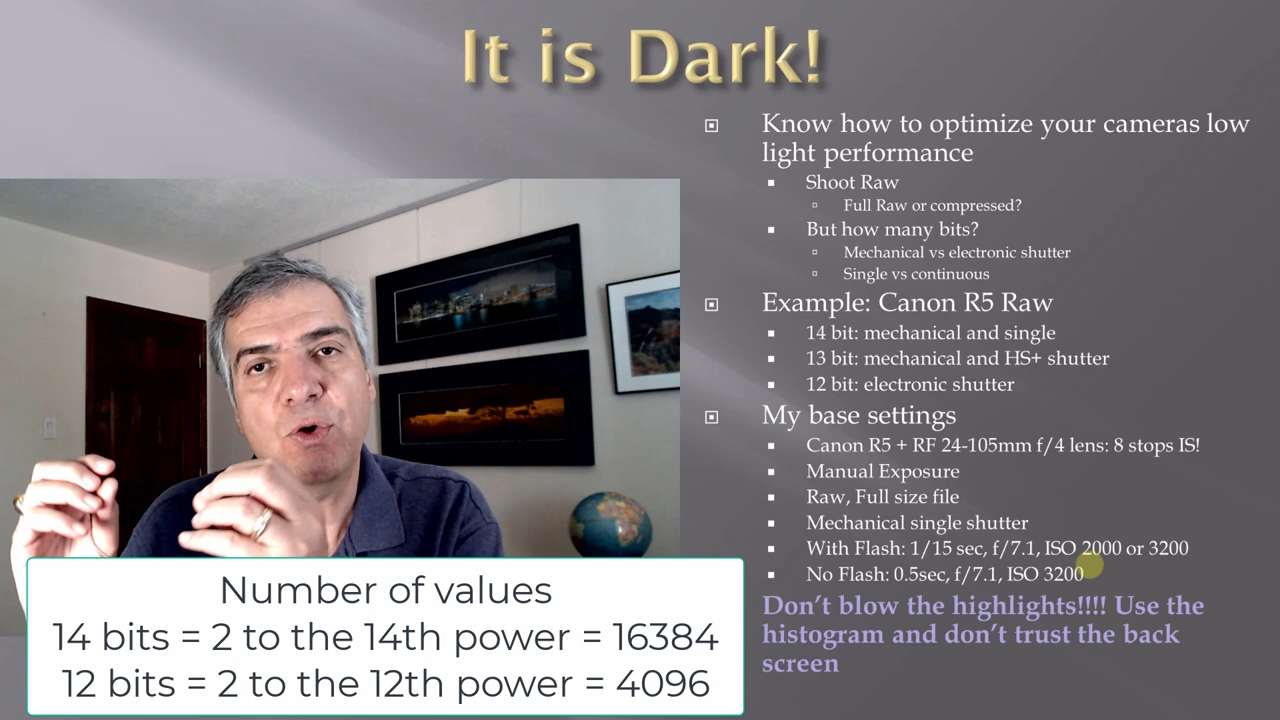 It is Dark!
Know how to optimize your cameras low
light performance
Shoot Raw
Full Raw or compressed?
But how many bits?
Mechanical vs electronic shutter
Single vs continuous
Example: Canon R5 Raw
14 bit: mechanical and single
13 bit: mechanical and HS+ shutter
12 bit: electronic shutter
My base settings
Canon R5 + RF 24-105mm f/4 lens: 8 stops IS!
Manual Exposure
Raw, Full size file
Mechanical single shutter
With Flash: 1/15 sec, f/7.1, ISO 2000 or 3200
No Flash: 0.5sec, f/7.1, ISO 3200
Don’t blow the highlights!!!! Use the
histogram and don’t trust the back
screen
Number of values
14 bits = 2 to the 14th power = 16384
12 bits = 2 to the 12th power = 4096